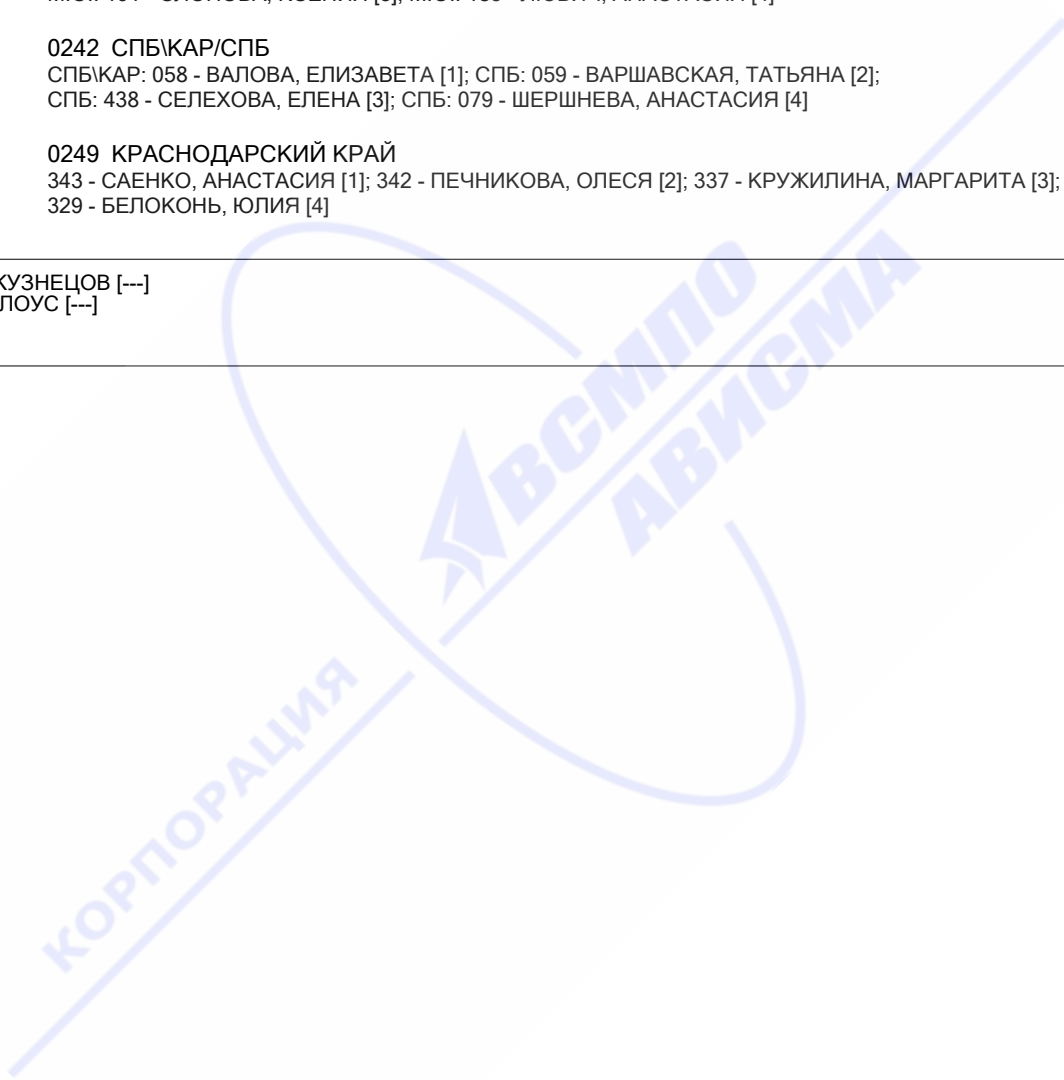 0242 СПБ\КАР/СПБ
СПБ\КАР: 058 - ВАЛОВА, ЕЛИЗАВЕТА [1]; СПБ: 059 - ВАРШАВСКАЯ, ТАТЬЯНА [2];
СПБ: 438 - СЕЛЕХОВА, ЕЛЕНА [3]; СПБ: 079 - ШЕРШНЕВА, АНАСТАСИЯ [4]
0249 КРАСНОДАРСКИЙ КРАЙ
343 - САЕНКО, АНАСТАСИЯ [1]; 342 - ПЕЧНИКОВА, ОЛЕСЯ [2]; 337 - КРУЖИЛИНА, МАРГАРИТА [3];
329 - БЕЛОКОНЬ, ЮЛИЯ [4]
КУЗНЕЦОВ [---]
ЛОУС [---]
ВСМПО
АВИСМА
КОРПОРАЦИЯ